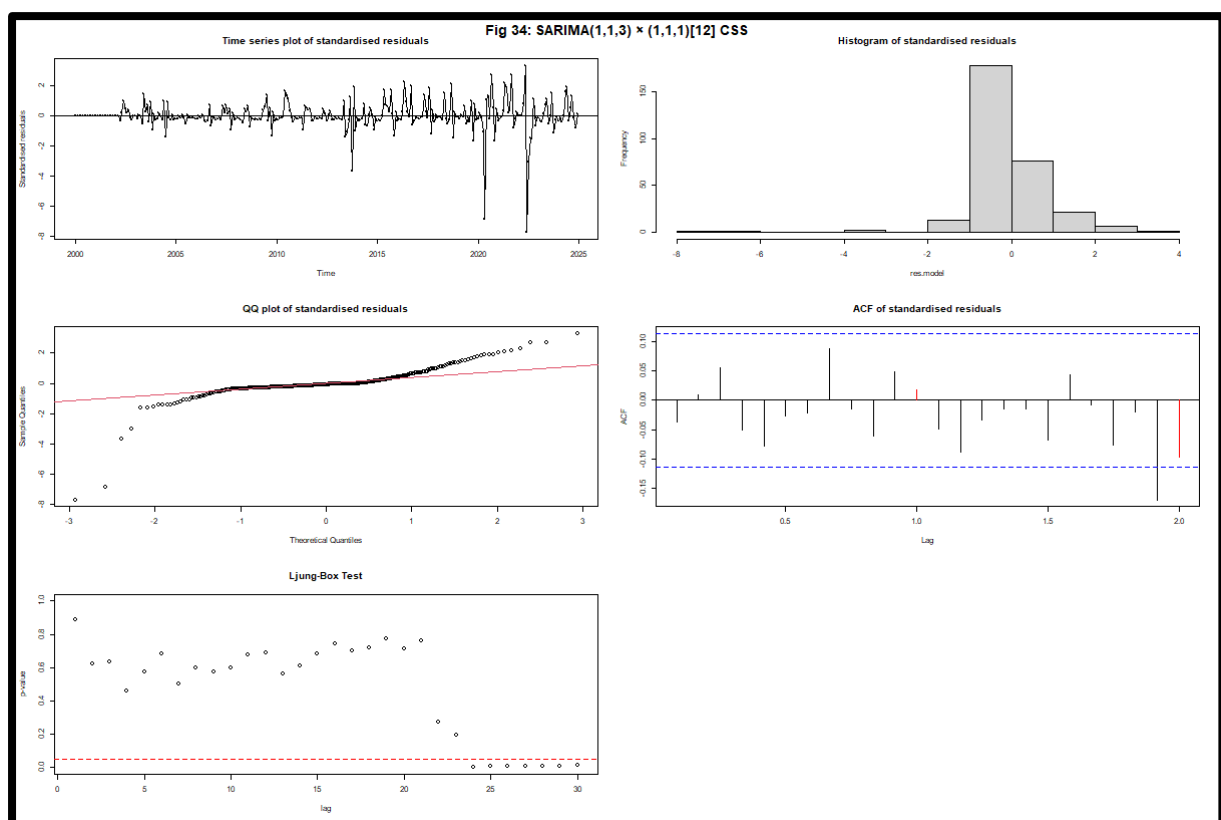 Fig 34: SARIMA(1,1,3) × (1,1,1)[12] CSS
Time series plot of standardised residuals
Standardised residuals
2
0
-2
-4
-6
-8
2000 2005 2010 2015 2020 2025
Time
Histogram of standardised residuals
Frequency
150
100
50
0
-8 -6 -4 -2 0 2 4
res.model
QQ plot of standardised residuals
Sample Quantiles
2
0
-2
-4
-6
-8
-3 -2 -1 0 1 2 3
Theoretical Quantiles
ACF of standardised residuals
ACF
0.10
0.05
0.00
-0.05
-0.10
-0.15
0.5 1.0 1.5 2.0
Lag
Ljung-Box Test
p-value
1.0
0.8
0.6
0.4
0.2
0.0
0 5 10 15 20 25 30
lag